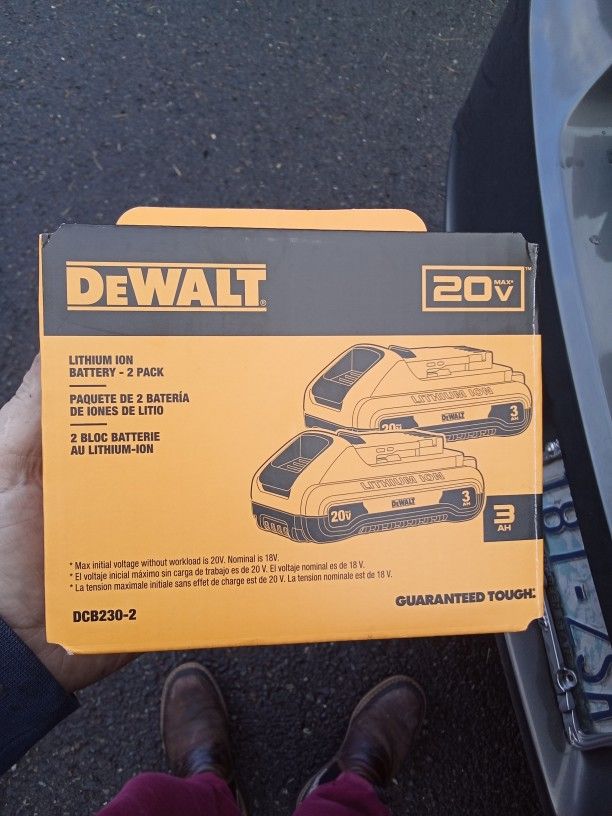 DEWALT®
20V MAX* ™
LITHIUM ION
BATTERY - 2 PACK
PAQUETE DE 2 BATERÍA
DE IONES DE LITIO
2 BLOC BATTERIE
AU LITHIUM-ION
LITHIUM ION
20V
DEWALT
3
AH
LITHIUM ION
20V
DEWALT
3
AH
3
AH
* Max initial voltage without workload is 20V. Nominal is 18V.
* El voltaje inicial máximo sin carga de trabajo es de 20 V. El voltaje nominal es de 18 V.
* La tension maximale initiale sans effet de charge est de 20 V. La tension nominale est de 18 V.
DCB230-2
GUARANTEED TOUGH.